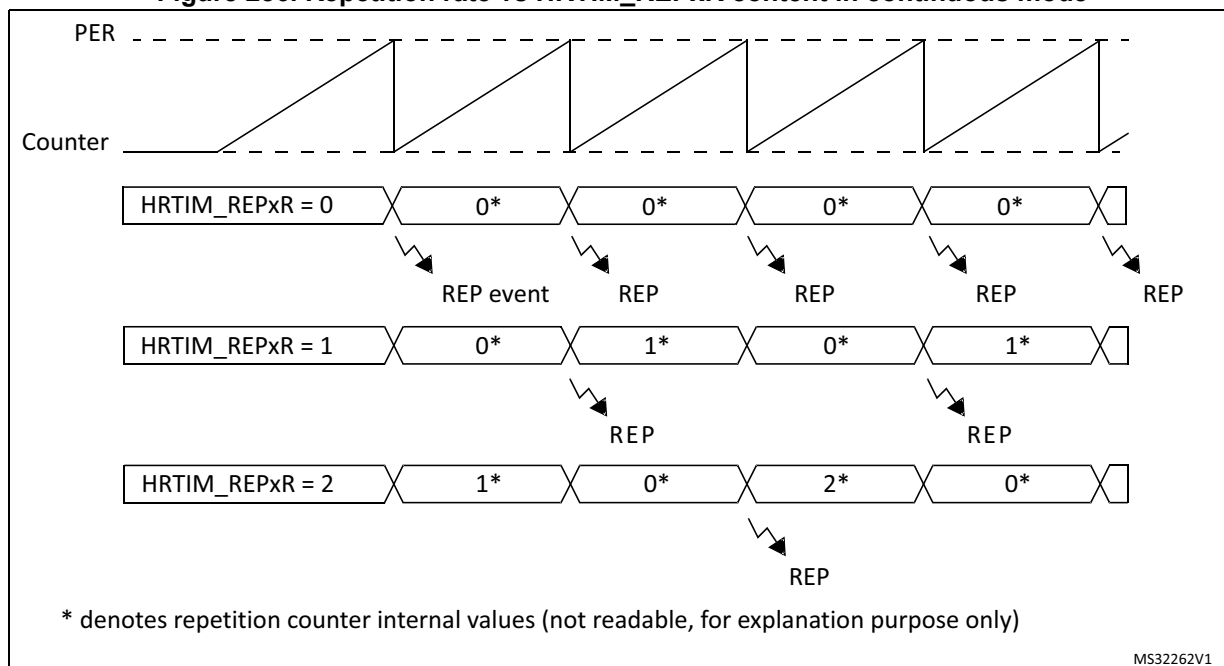 PER
Counter
HRTIM_REPxR = 0 0* 0* 0* 0*
REP event REP REP REP REP
HRTIM_REPxR = 1 0* 1* 0* 1*
REP REP
HRTIM_REPxR = 2 1* 0* 2* 0*
REP
* denotes repetition counter internal values (not readable, for explanation purpose only)
MS32262V1